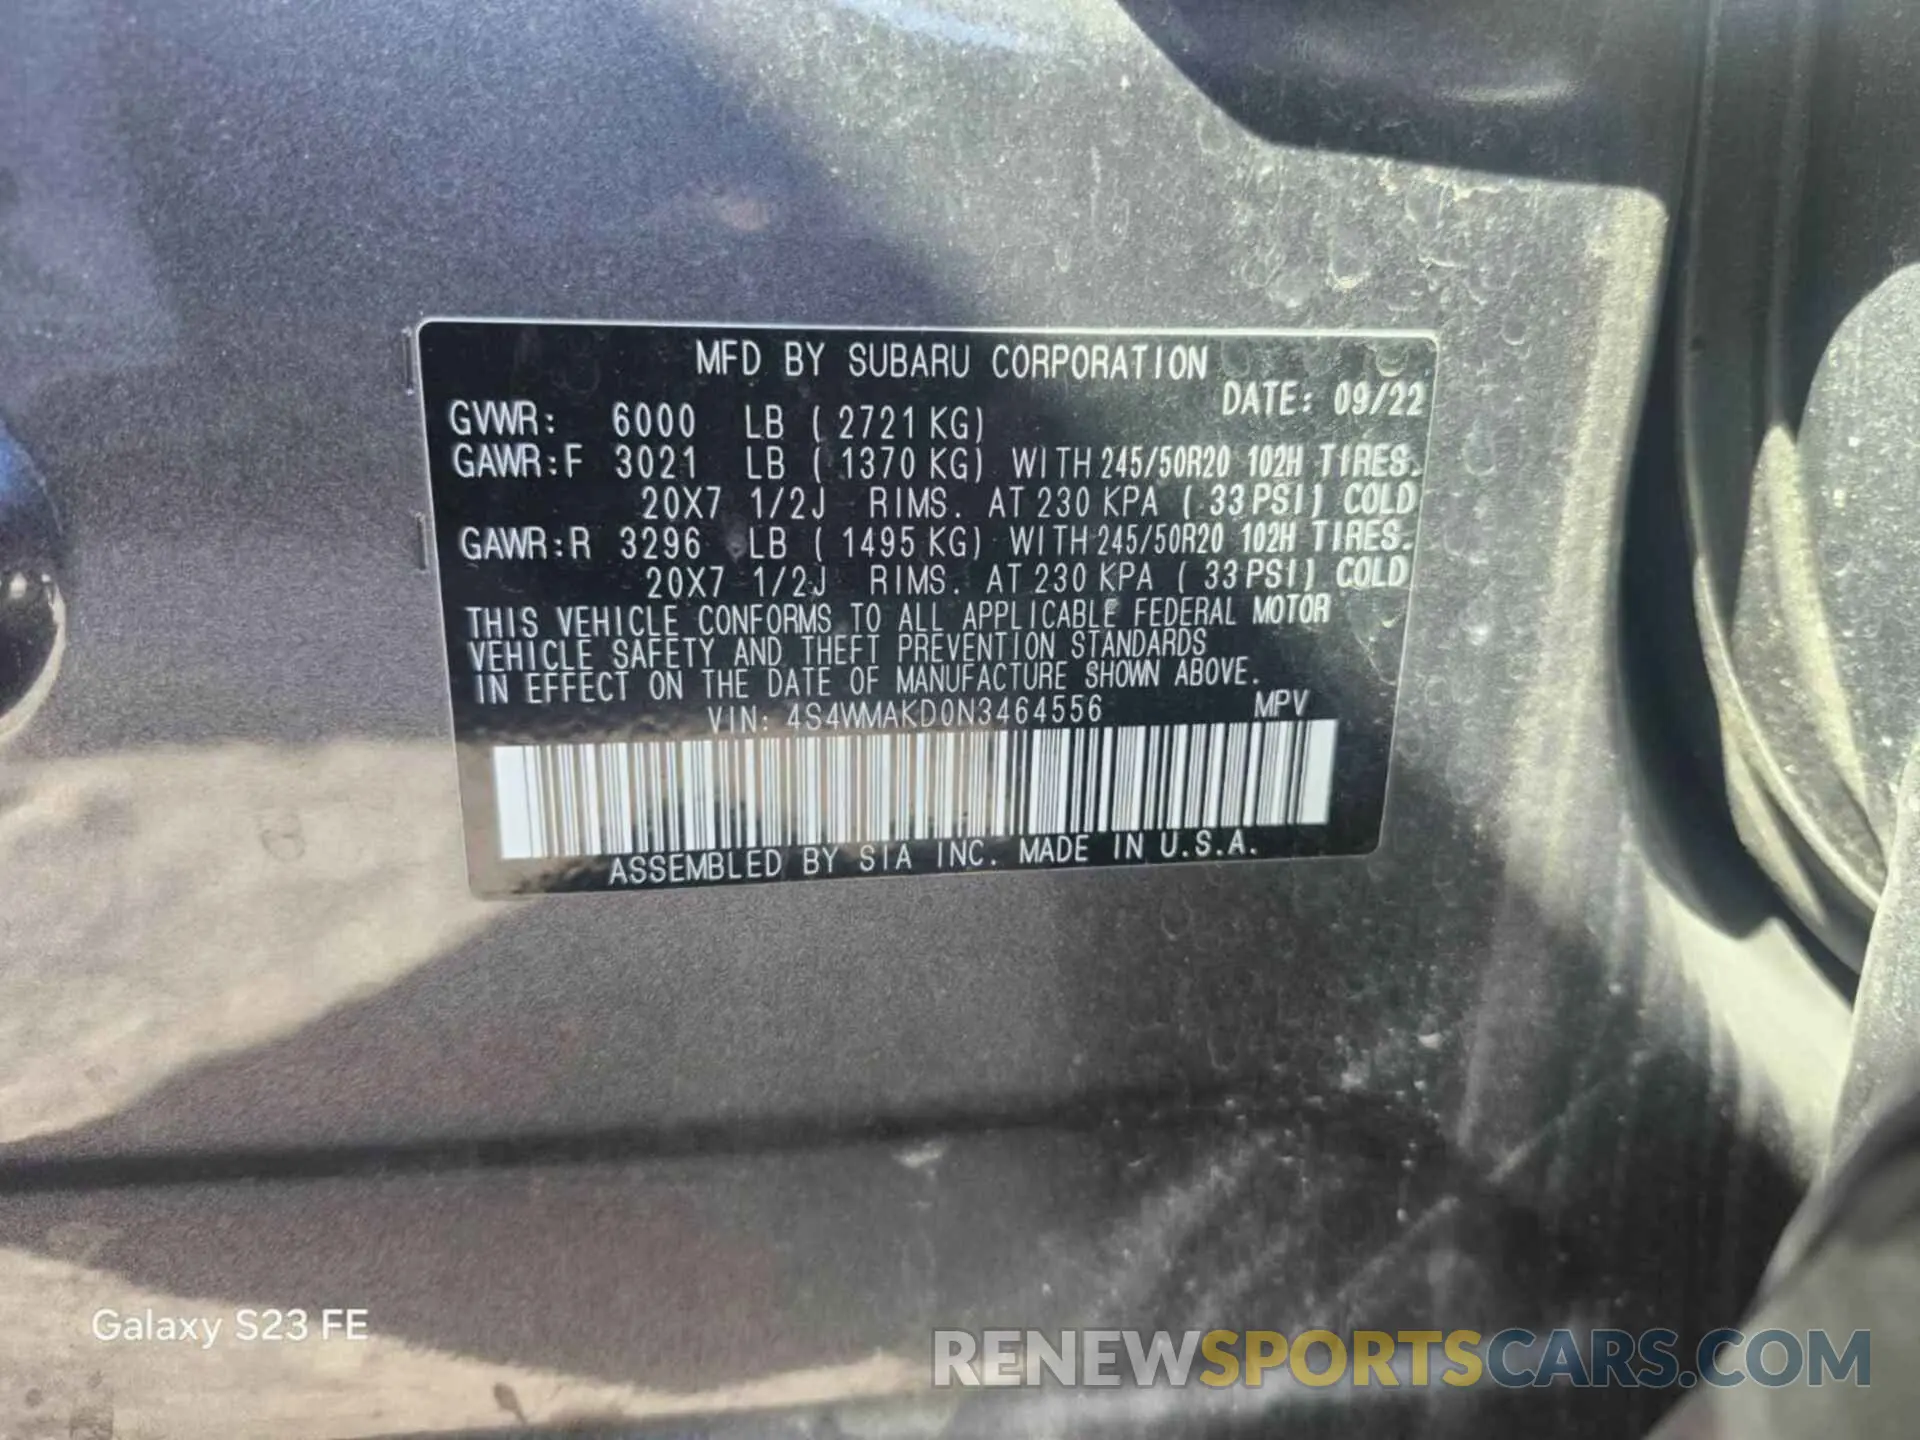 MFD BY SUBARU CORPORATION
DATE: 09/22
GVWR: 6000 LB ( 2721 KG)
GAWR:F 3021 LB ( 1370 KG) WITH 245/50R20 102H TIRES.
20X7 1/2J RIMS. AT 230 KPA ( 33 PSI) COLD
GAWR:R 3296 LB ( 1495 KG) WITH 245/50R20 102H TIRES.
20X7 1/2J RIMS. AT 230 KPA ( 33 PSI) COLD
THIS VEHICLE CONFORMS TO ALL APPLICABLE FEDERAL MOTOR
VEHICLE SAFETY AND THEFT PREVENTION STANDARDS
IN EFFECT ON THE DATE OF MANUFACTURE SHOWN ABOVE.
VIN: 4S4WMAKD0N3464556 MPV
ASSEMBLED BY SIA INC. MADE IN U.S.A.
Galaxy S23 FE
RENEWSPORTSCARS.COM